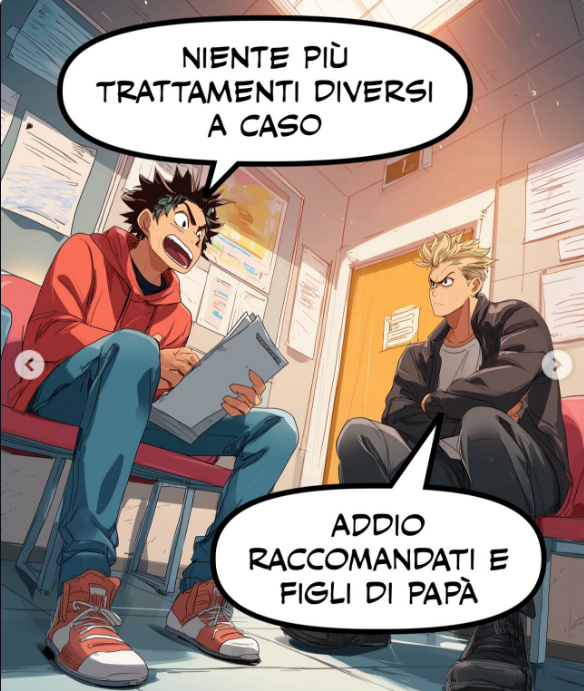 NIENTE PIÙ
TRATTAMENTI DIVERSI
A CASO
ADDIO
RACCOMANDATI E
FIGLI DI PAPÀ